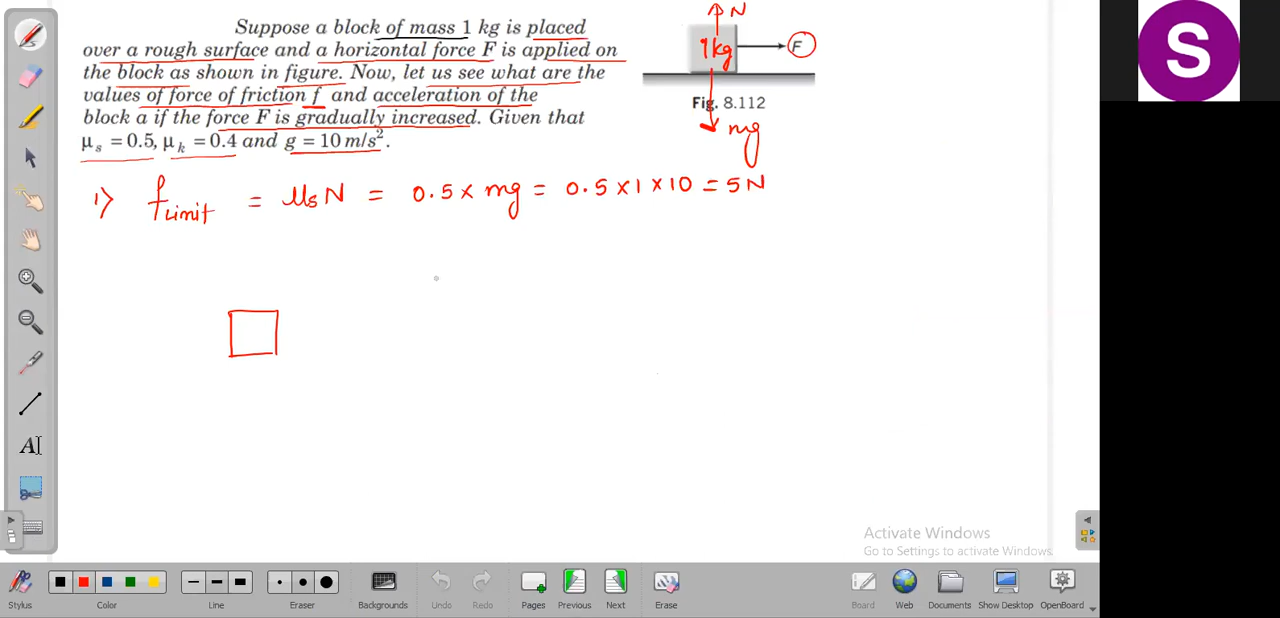 Suppose a block of mass 1 kg is placed
over a rough surface and a horizontal force F is applied on
the block as shown in figure. Now, let us see what are the
values of force of friction f and acceleration of the
block a if the force F is gradually increased. Given that
μs = 0.5, μk = 0.4 and g = 10 m/s².
N
1kg
F
Fig. 8.112
mg
1) fLimit = μsN = 0.5 × mg = 0.5 × 1 × 10 = 5N
S
A
Activate Windows
Go to Settings to activate Windows.
Stylus
Color
Line
Eraser
Backgrounds
Undo
Redo
Pages
Previous
Next
Erase
Board
Web
Documents
Show Desktop
OpenBoard